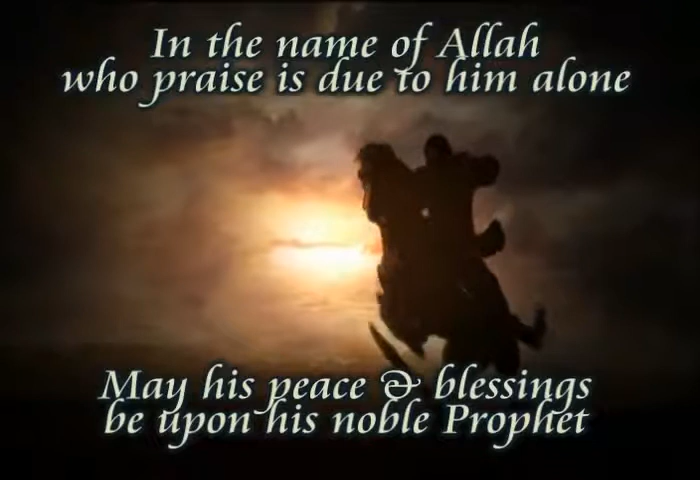 In the name of Allah
who praise is due to him alone
May his peace & blessings
be upon his noble Prophet